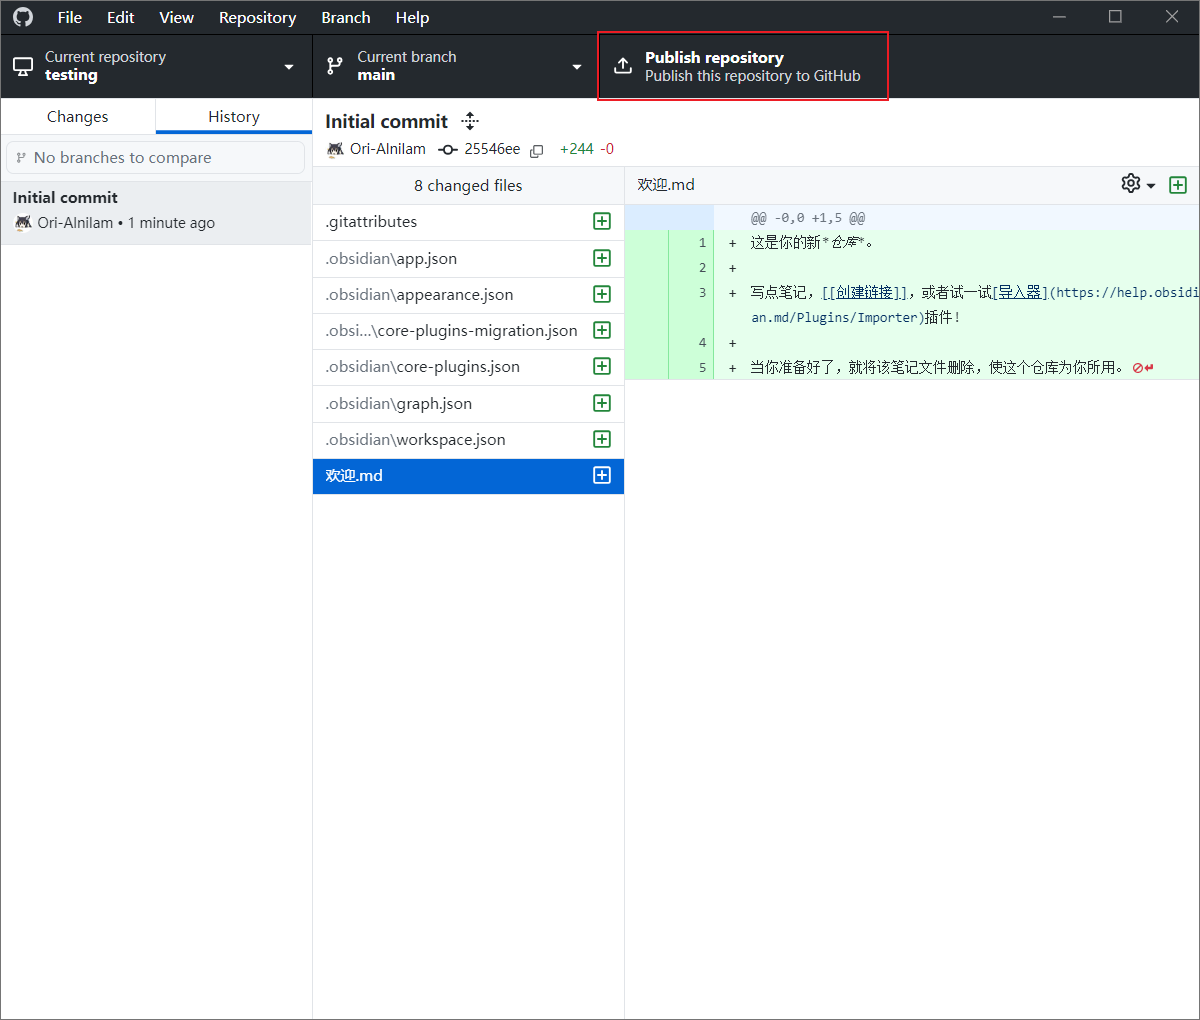 File Edit View Repository Branch Help
Current repository
testing
Current branch
main
Publish repository
Publish this repository to GitHub
Changes
History
No branches to compare
Initial commit
Ori-Alnilam • 1 minute ago
Initial commit
Ori-Alnilam 25546ee +244 -0
8 changed files
.gitattributes
.obsidian\app.json
.obsidian\appearance.json
.obsi...\core-plugins-migration.json
.obsidian\core-plugins.json
.obsidian\graph.json
.obsidian\workspace.json
欢迎.md
欢迎.md
@@ -0,0 +1,5 @@
1 + 这是你的新*仓库*。
2 +
3 + 写点笔记，[[创建链接]]，或者试一试[导入器](https://help.obsidi
an.md/Plugins/Importer)插件！
4 +
5 + 当你准备好了，就将该笔记文件删除，使这个仓库为你所用。